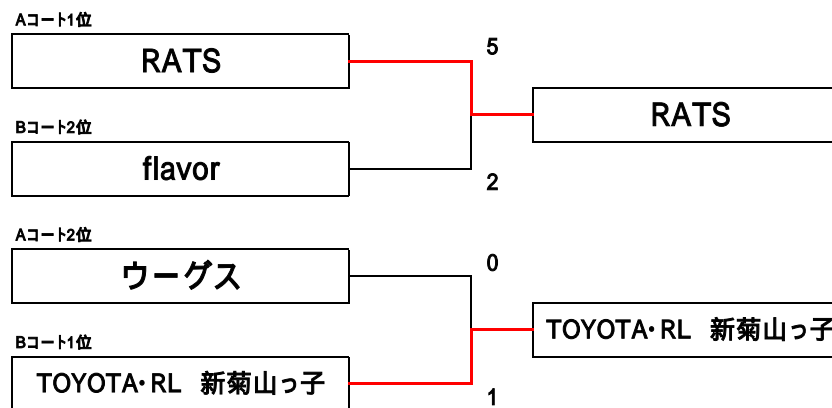 Aコート1位
RATS
5
RATS
Bコート2位
flavor
2
Aコート2位
ウーグス
0
TOYOTA・RL 新菊山っ子
Bコート1位
TOYOTA・RL 新菊山っ子
1